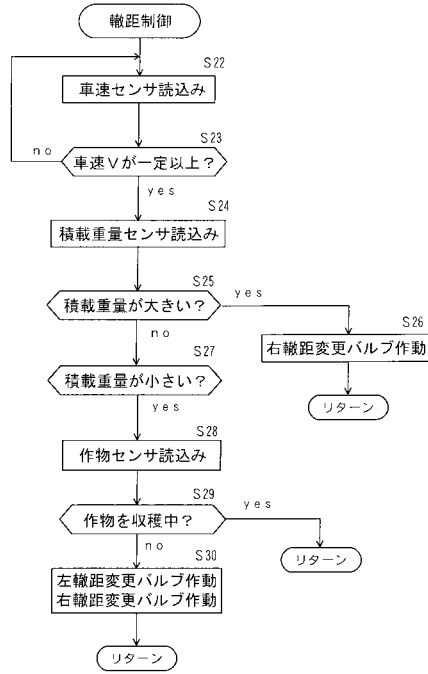 轍距制御
S22
車速センサ読込み
S23
車速Vが一定以上?
no
yes
S24
積載重量センサ読込み
S25
積載重量が大きい?
yes
no
S26
右轍距変更バルブ作動
リターン
S27
積載重量が小さい?
yes
S28
作物センサ読込み
S29
作物を収穫中?
yes
リターン
no
S30
左轍距変更バルブ作動
右轍距変更バルブ作動
リターン